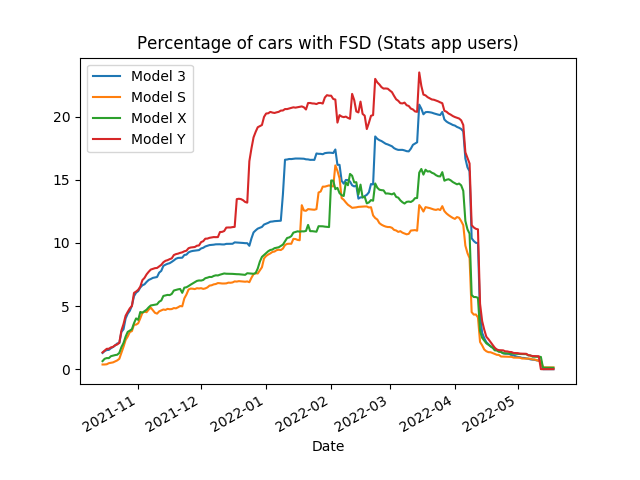 Percentage of cars with FSD (Stats app users)
Model 3
Model S
Model X
Model Y
20
15
10
5
0
2021-11
2021-12
2022-01
2022-02
2022-03
2022-04
2022-05
Date